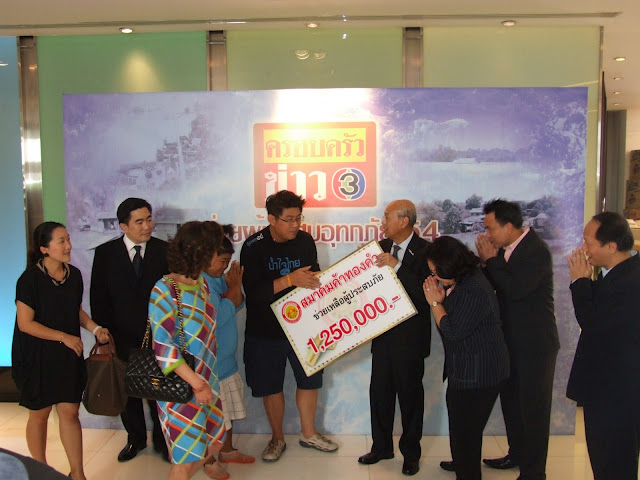 ครอบครัว
ข่าว 3
สมาคมค้าทองคำ
ช่วยเหลือผู้ประสบภัย
1,250,000.-
น้ำใจไทย